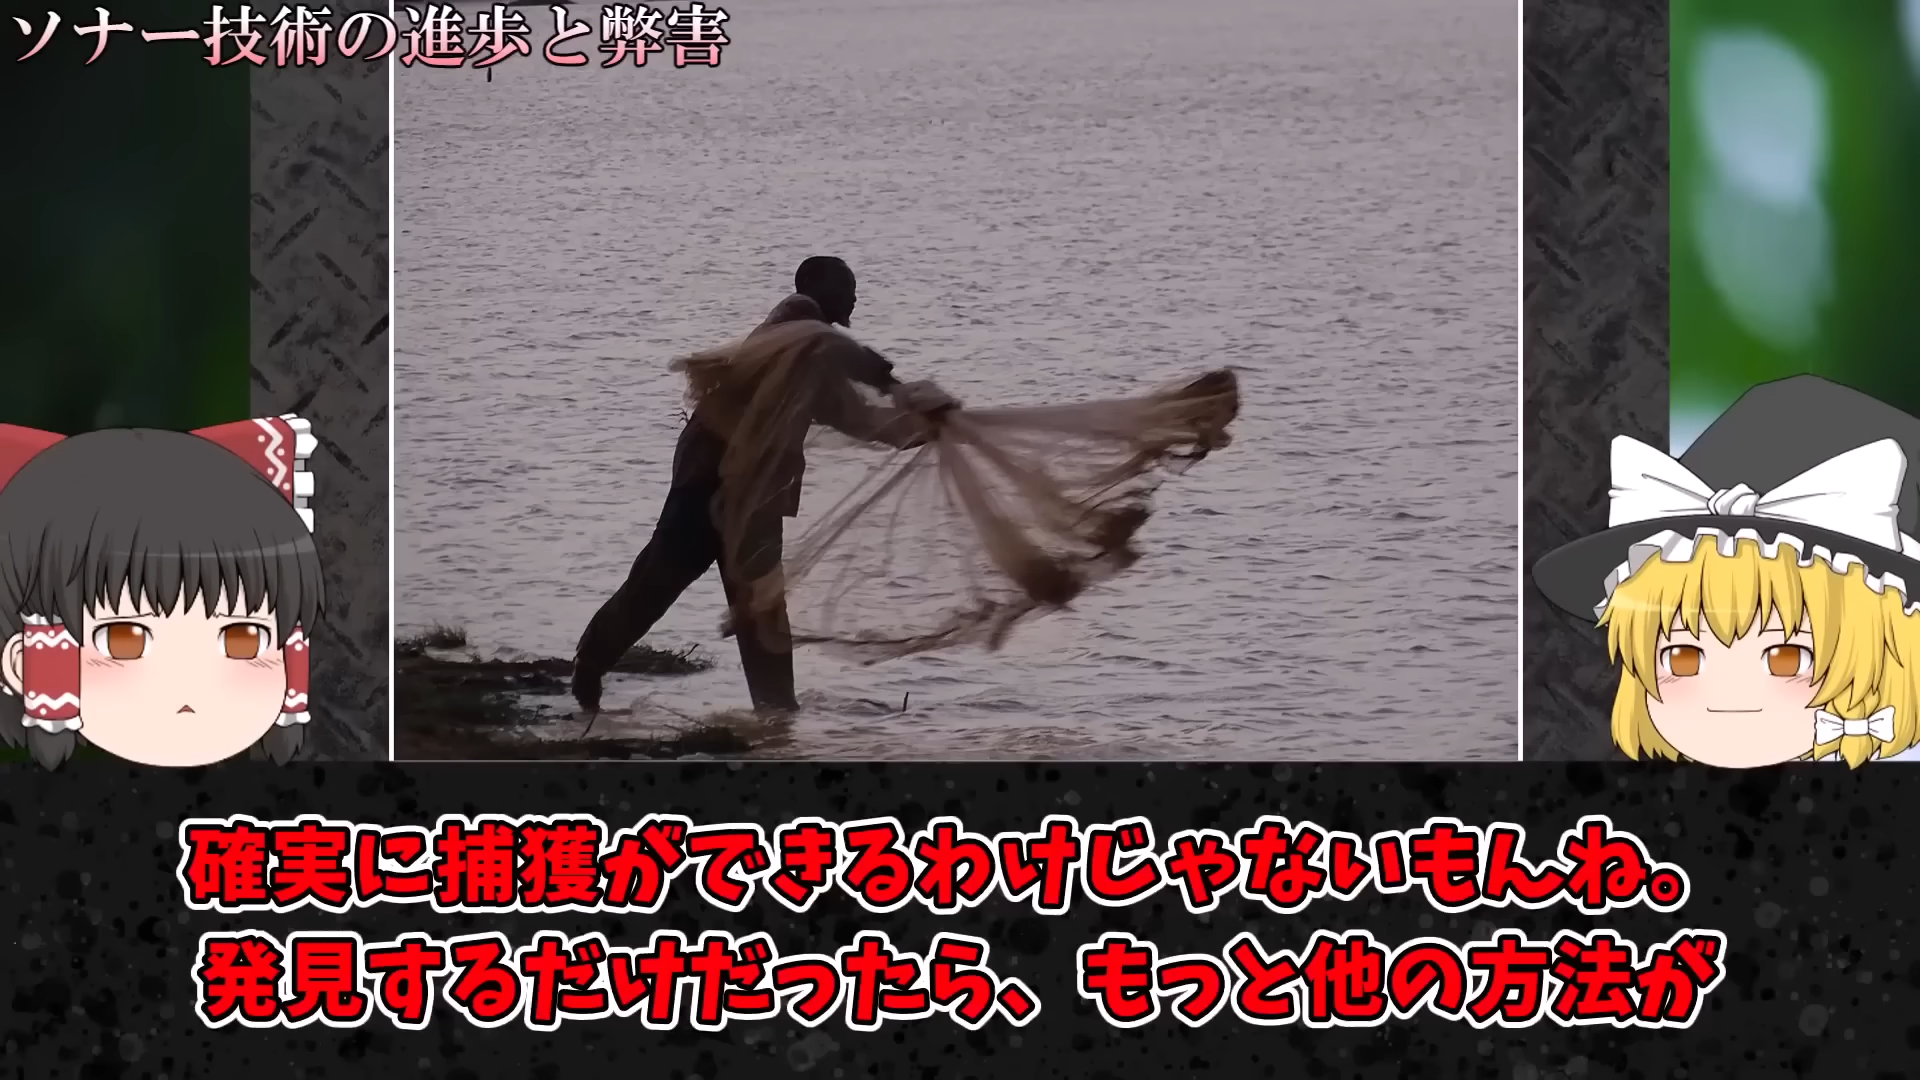 ソナー技術の進歩と弊害
確実に捕獲ができるわけじゃないもんね。
発見するだけだったら、もっと他の方法が